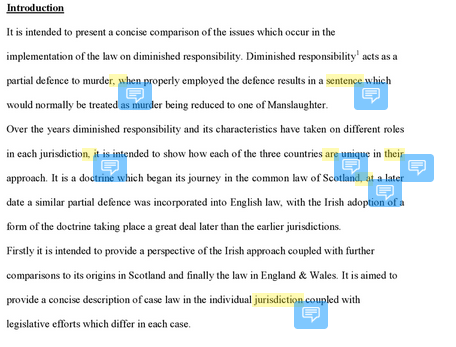 Introduction
It is intended to present a concise comparison of the issues which occur in the
implementation of the law on diminished responsibility. Diminished responsibility1 acts as a
partial defence to murder, when properly employed the defence results in a sentence which
would normally be treated as murder being reduced to one of Manslaughter.
Over the years diminished responsibility and its characteristics have taken on different roles
in each jurisdiction, it is intended to show how each of the three countries are unique in their
approach. It is a doctrine which began its journey in the common law of Scotland, at a later
date a similar partial defence was incorporated into English law, with the Irish adoption of a
form of the doctrine taking place a great deal later than the earlier jurisdictions.
Firstly it is intended to provide a perspective of the Irish approach coupled with further
comparisons to its origins in Scotland and finally the law in England & Wales. It is aimed to
provide a concise description of case law in the individual jurisdiction coupled with
legislative efforts which differ in each case.